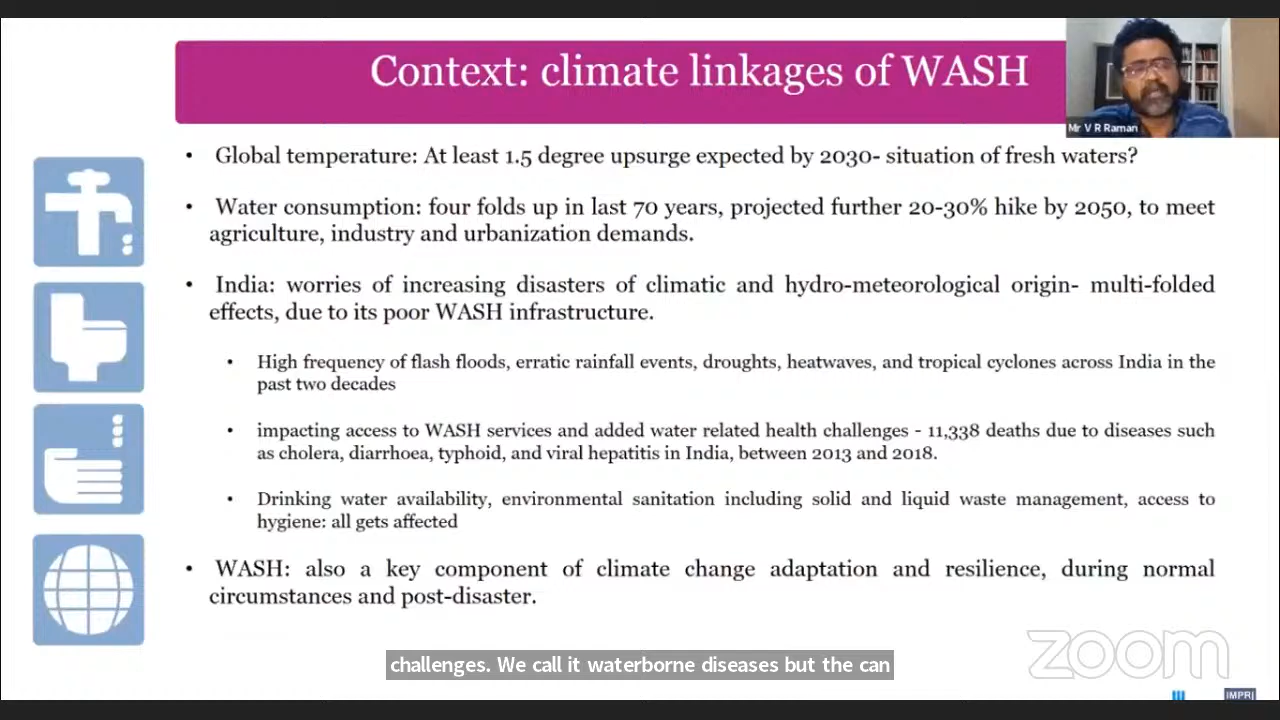 Context: climate linkages of WASH
Mr V R Raman
• Global temperature: At least 1.5 degree upsurge expected by 2030- situation of fresh waters?
• Water consumption: four folds up in last 70 years, projected further 20-30% hike by 2050, to meet
agriculture, industry and urbanization demands.
• India: worries of increasing disasters of climatic and hydro-meteorological origin- multi-folded
effects, due to its poor WASH infrastructure.
• High frequency of flash floods, erratic rainfall events, droughts, heatwaves, and tropical cyclones across India in the
past two decades
• impacting access to WASH services and added water related health challenges - 11,338 deaths due to diseases such
as cholera, diarrhoea, typhoid, and viral hepatitis in India, between 2013 and 2018.
• Drinking water availability, environmental sanitation including solid and liquid waste management, access to
hygiene: all gets affected
• WASH: also a key component of climate change adaptation and resilience, during normal
circumstances and post-disaster.
zoom
challenges. We call it waterborne diseases but the can
IMPRI